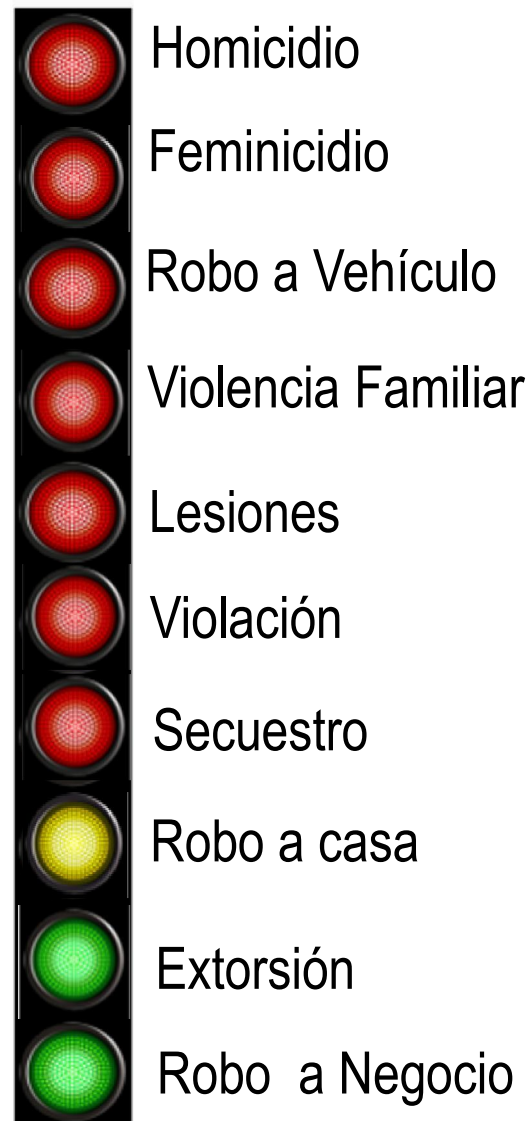 Homicidio
Feminicidio
Robo a Vehículo
Violencia Familiar
Lesiones
Violación
Secuestro
Robo a casa
Extorsión
Robo a Negocio